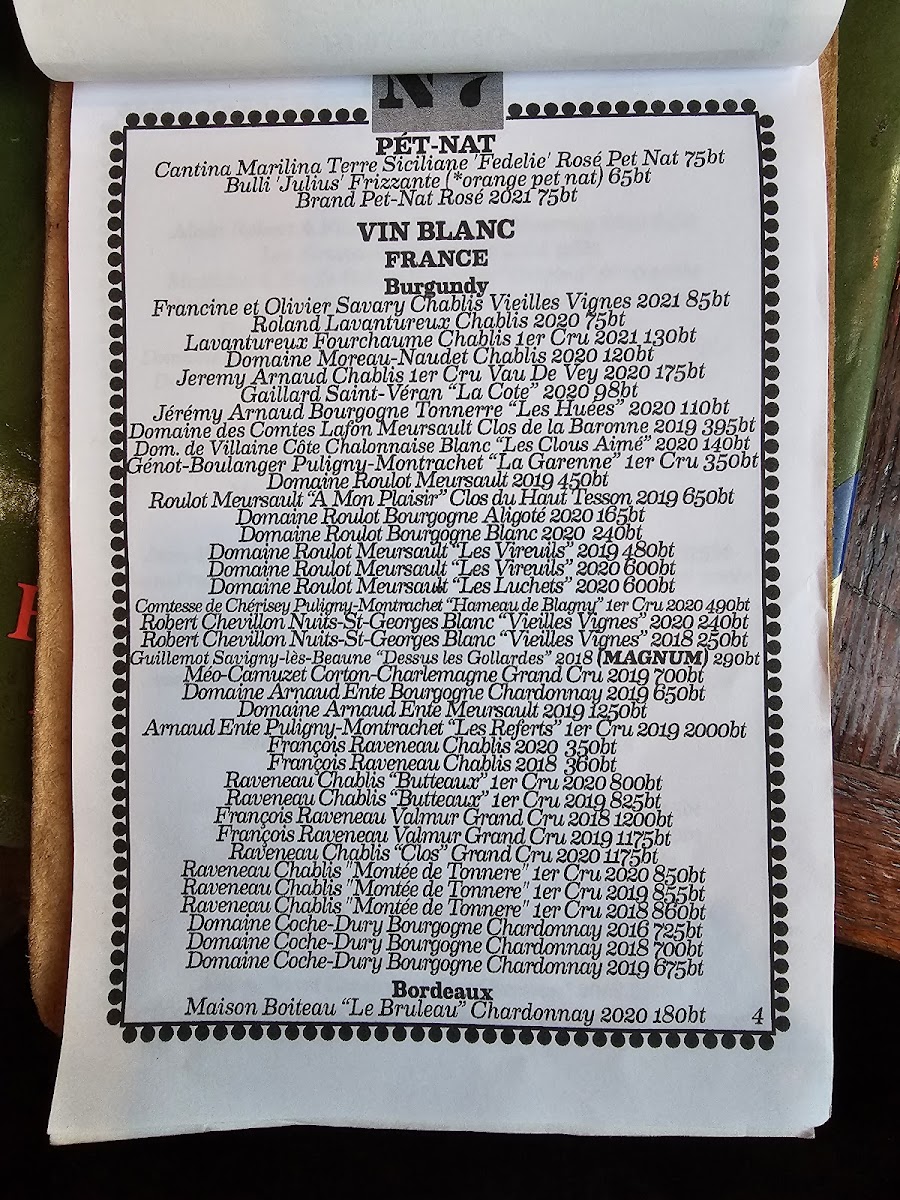 N7
PÉT-NAT
Cantina Marilina Terre Siciliane 'Fedelie' Rosé Pet Nat 75bt
Bulli 'Julius' Frizzante (*orange pet nat) 65bt
Brand Pet-Nat Rosé 2021 75bt
VIN BLANC
FRANCE
Burgundy
Francine et Olivier Savary Chablis Vieilles Vignes 2021 85bt
Roland Lavantureux Chablis 2020 75bt
Lavantureux Fourchaume Chablis 1er Cru 2021 130bt
Domaine Moreau-Naudet Chablis 2020 120bt
Jeremy Arnaud Chablis 1er Cru Vau De Vey 2020 175bt
Gaillard Saint-Véran “La Cote” 2020 98bt
Jérémy Arnaud Bourgogne Tonnerre “Les Huées” 2020 110bt
Domaine des Comtes Lafon Meursault Clos de la Baronne 2019 395bt
Dom. de Villaine Côte Chalonnaise Blanc “Les Clous Aimé” 2020 140bt
Génot-Boulanger Puligny-Montrachet “La Garenne” 1er Cru 350bt
Domaine Roulot Meursault 2019 450bt
Roulot Meursault “A Mon Plaisir” Clos du Haut Tesson 2019 650bt
Domaine Roulot Bourgogne Aligoté 2020 165bt
Domaine Roulot Bourgogne Blanc 2020 240bt
Domaine Roulot Meursault “Les Vireuils” 2019 480bt
Domaine Roulot Meursault “Les Vireuils” 2020 600bt
Domaine Roulot Meursault “Les Luchets” 2020 600bt
Comtesse de Chérisey Puligny-Montrachet “Hameau de Blagny” 1er Cru 2020 490bt
Robert Chevillon Nuits-St-Georges Blanc “Vieilles Vignes” 2020 240bt
Robert Chevillon Nuits-St-Georges Blanc “Vieilles Vignes” 2018 250bt
Guillemot Savigny-lès-Beaune “Dessus les Gollardes” 2018 (MAGNUM) 290bt
Méo-Camuzet Corton-Charlemagne Grand Cru 2019 700bt
Domaine Arnaud Ente Bourgogne Chardonnay 2019 650bt
Domaine Arnaud Ente Meursault 2019 1250bt
Arnaud Ente Puligny-Montrachet “Les Referts” 1er Cru 2019 2000bt
François Raveneau Chablis 2020 350bt
François Raveneau Chablis 2018 360bt
Raveneau Chablis “Butteaux” 1er Cru 2020 800bt
Raveneau Chablis “Butteaux” 1er Cru 2019 825bt
François Raveneau Valmur Grand Cru 2018 1200bt
François Raveneau Valmur Grand Cru 2019 1175bt
Raveneau Chablis “Clos” Grand Cru 2020 1175bt
Raveneau Chablis "Montée de Tonnere" 1er Cru 2020 850bt
Raveneau Chablis "Montée de Tonnere" 1er Cru 2019 855bt
Raveneau Chablis "Montée de Tonnere" 1er Cru 2018 860bt
Domaine Coche-Dury Bourgogne Chardonnay 2016 725bt
Domaine Coche-Dury Bourgogne Chardonnay 2018 700bt
Domaine Coche-Dury Bourgogne Chardonnay 2019 675bt
Bordeaux
Maison Boiteau “Le Bruleau” Chardonnay 2020 180bt
4